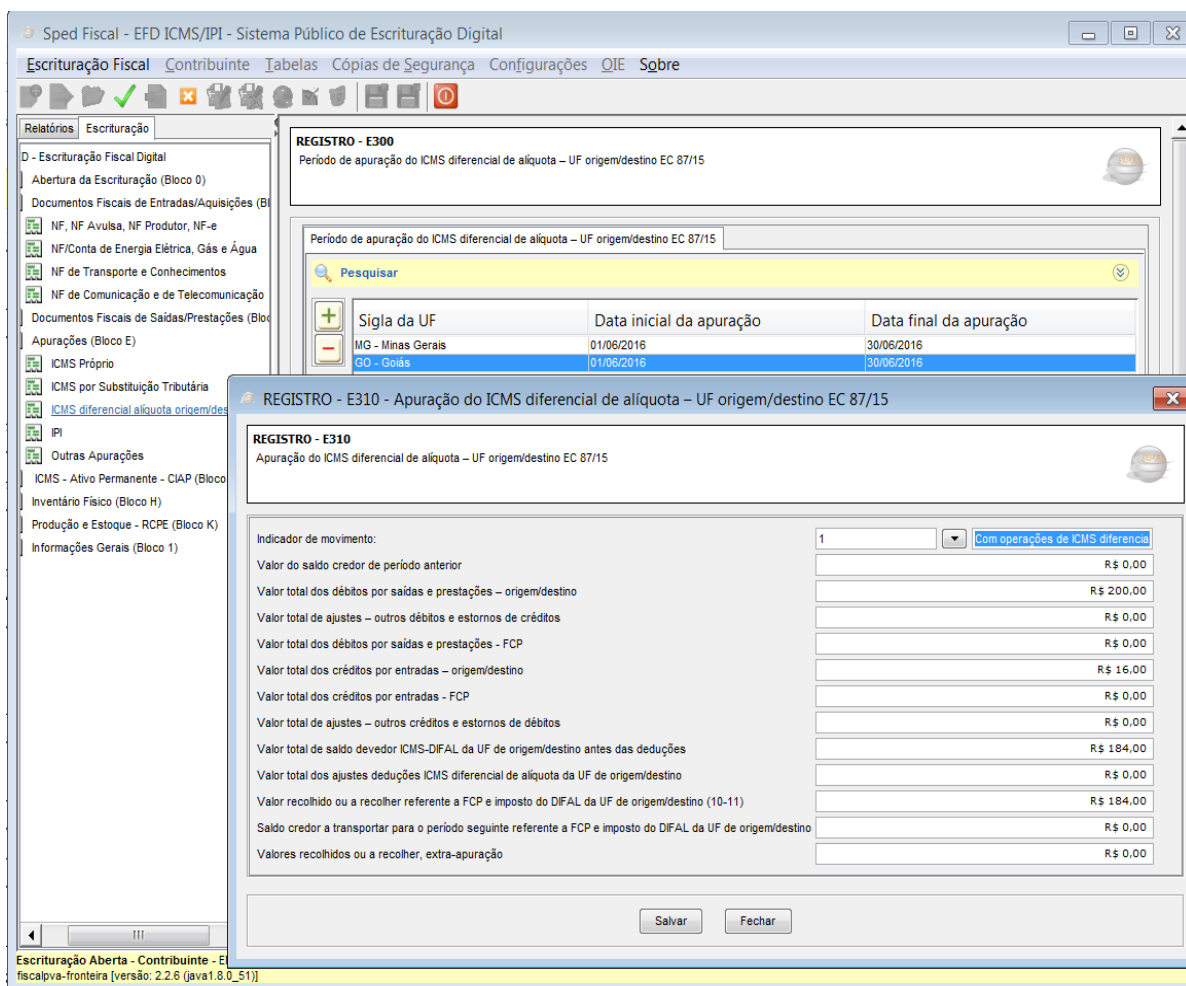 Sped Fiscal - EFD ICMS/IPI - Sistema Público de Escrituração Digital
Escrituração Fiscal Contribuinte Tabelas Cópias de Segurança Configurações OIE Sobre
Relatórios Escrituração
D - Escrituração Fiscal Digital
Abertura da Escrituração (Bloco 0)
Documentos Fiscais de Entradas/Aquisições (Bl
NF, NF Avulsa, NF Produtor, NF-e
NF/Conta de Energia Elétrica, Gás e Água
NF de Transporte e Conhecimentos
NF de Comunicação e de Telecomunicação
Documentos Fiscais de Saídas/Prestações (Bloc
Apurações (Bloco E)
ICMS Próprio
ICMS por Substituição Tributária
ICMS diferencial alíquota origem/des
IPI
Outras Apurações
ICMS - Ativo Permanente - CIAP (Bloco
Inventário Físico (Bloco H)
Produção e Estoque - RCPE (Bloco K)
Informações Gerais (Bloco 1)
REGISTRO - E300
Período de apuração do ICMS diferencial de alíquota – UF origem/destino EC 87/15
Período de apuração do ICMS diferencial de alíquota – UF origem/destino EC 87/15
Pesquisar
Sigla da UF Data inicial da apuração Data final da apuração
MG - Minas Gerais 01/06/2016 30/06/2016
GO - Goiás 01/06/2016 30/06/2016
REGISTRO - E310 - Apuração do ICMS diferencial de alíquota – UF origem/destino EC 87/15
REGISTRO - E310
Apuração do ICMS diferencial de alíquota – UF origem/destino EC 87/15
Indicador de movimento: 1 Com operações de ICMS diferencia
Valor do saldo credor de período anterior R$ 0,00
Valor total dos débitos por saídas e prestações – origem/destino R$ 200,00
Valor total de ajustes – outros débitos e estornos de créditos R$ 0,00
Valor total dos débitos por saídas e prestações - FCP R$ 0,00
Valor total dos créditos por entradas – origem/destino R$ 16,00
Valor total dos créditos por entradas - FCP R$ 0,00
Valor total de ajustes – outros créditos e estornos de débitos R$ 0,00
Valor total de saldo devedor ICMS-DIFAL da UF de origem/destino antes das deduções R$ 184,00
Valor total dos ajustes deduções ICMS diferencial de alíquota da UF de origem/destino R$ 0,00
Valor recolhido ou a recolher referente a FCP e imposto do DIFAL da UF de origem/destino (10-11) R$ 184,00
Saldo credor a transportar para o período seguinte referente a FCP e imposto do DIFAL da UF de origem/destino R$ 0,00
Valores recolhidos ou a recolher, extra-apuração R$ 0,00
Salvar Fechar
Escrituração Aberta - Contribuinte - E
fiscalpva-fronteira [versão: 2.2.6 (java1.8.0_51)]